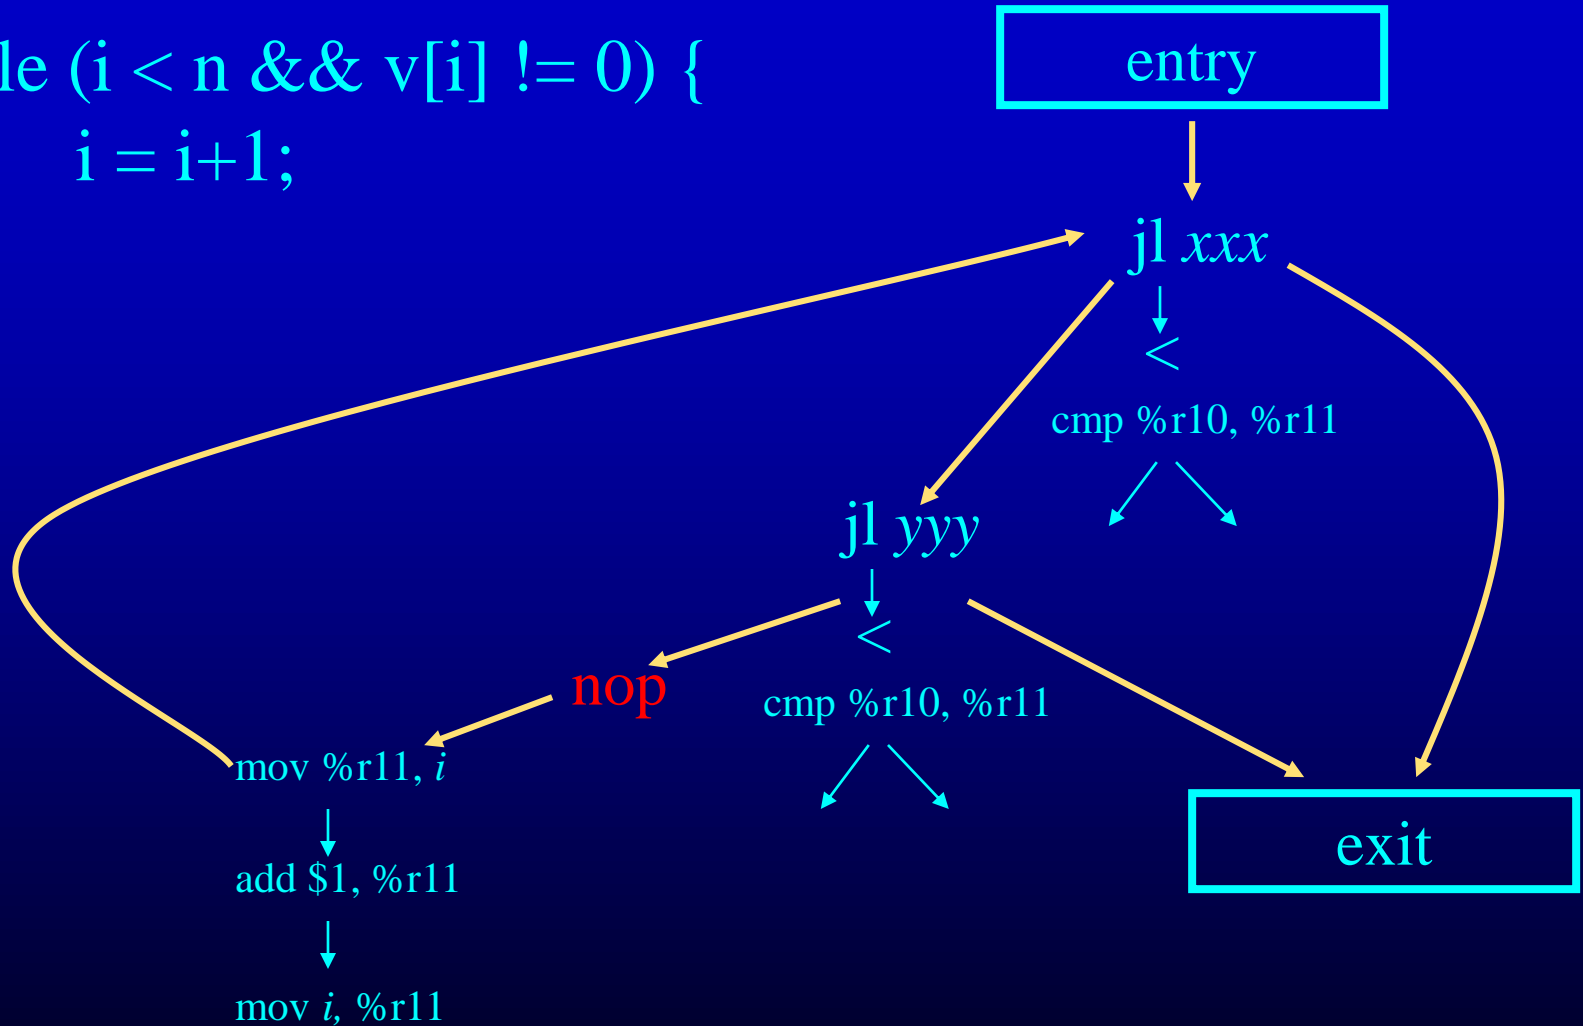 le (i < n && v[i] != 0) {
i = i+1;
entry
jl xxx
<
cmp %r10, %r11
jl yyy
<
nop
cmp %r10, %r11
mov %r11, i
exit
add $1, %r11
mov i, %r11